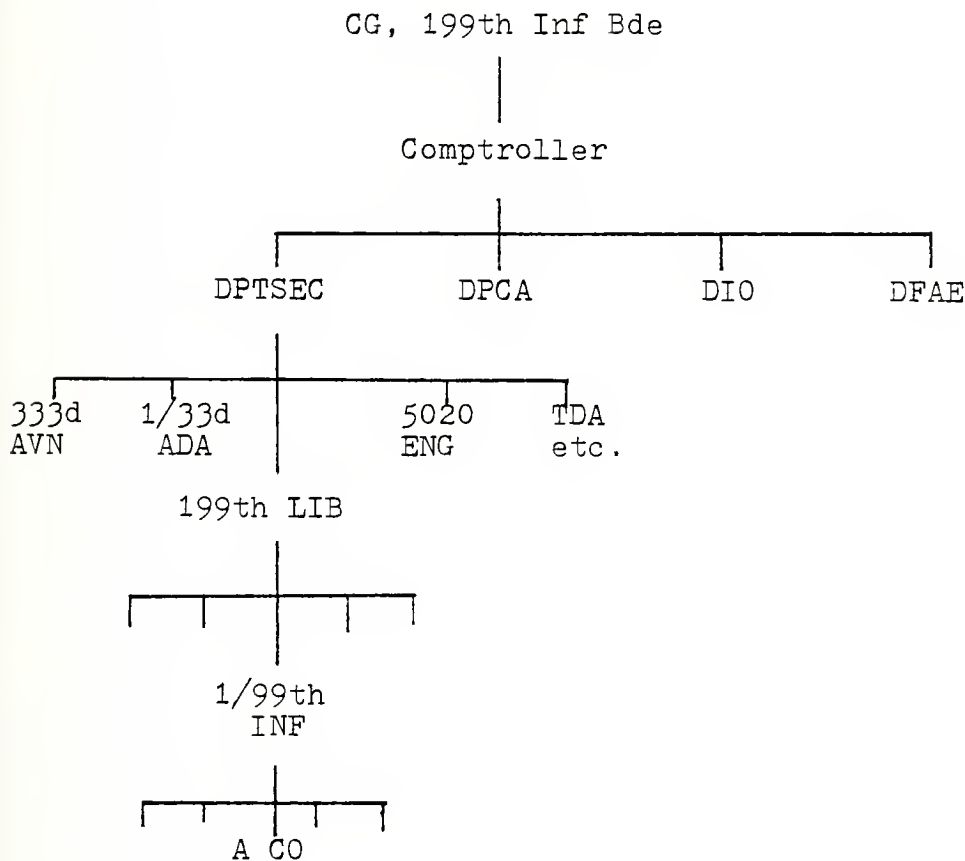 CG, 199th Inf Bde
Comptroller
DPTSEC DPCA DIO DFAE
333d 1/33d 5020 TDA
AVN ADA ENG etc.
199th LIB
1/99th
INF
A CO